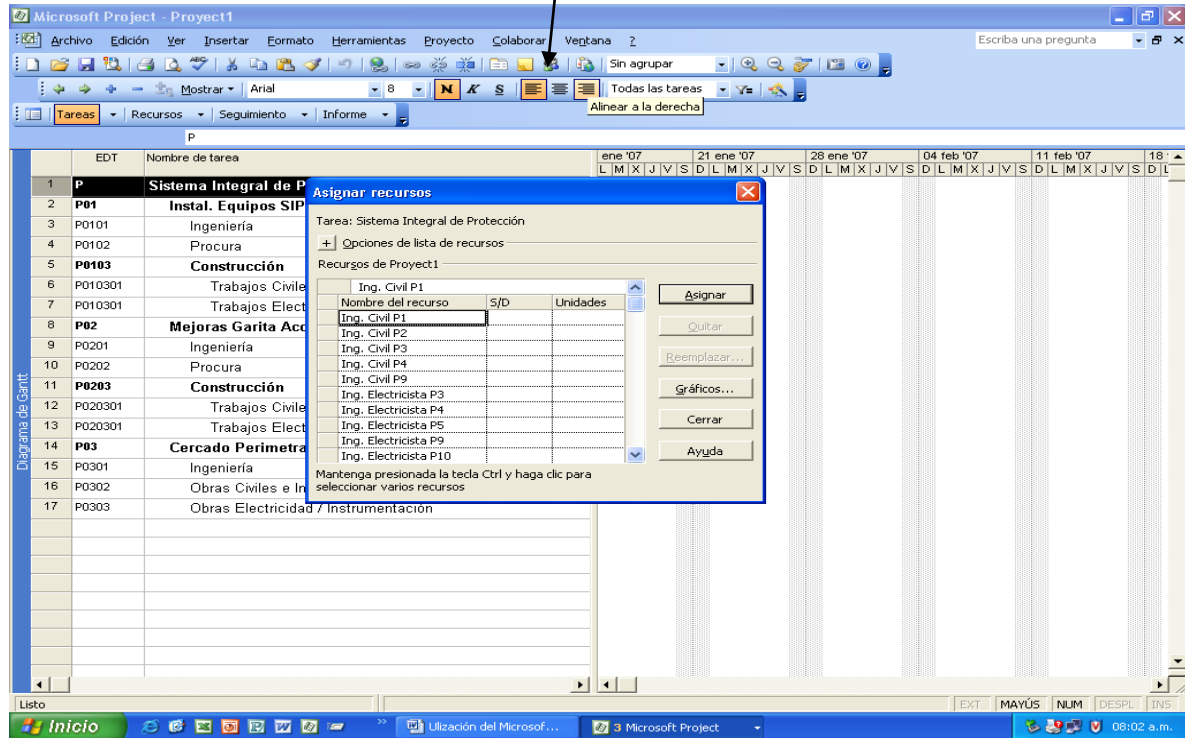 Microsoft Project - Proyect1
Archivo Edición Ver Insertar Formato Herramientas Proyecto Colaborar Ventana ?
Escriba una pregunta
Sin agrupar
Mostrar Arial 8 N K S Todas las tareas
Alinear a la derecha
Tareas Recursos Seguimiento Informe
P
EDT Nombre de tarea
ene '07 21 ene '07 28 ene '07 04 feb '07 11 feb '07 18
L M X J V S D L M X J V S D L M X J V S D L M X J V S D L M X J V S D L
1 P Sistema Integral de P
2 P01 Instal. Equipos SIP
3 P0101 Ingeniería
4 P0102 Procura
5 P0103 Construcción
6 P010301 Trabajos Civile
7 P010301 Trabajos Elect
8 P02 Mejoras Garita Acc
9 P0201 Ingeniería
10 P0202 Procura
11 P0203 Construcción
12 P020301 Trabajos Civile
13 P020301 Trabajos Elect
14 P03 Cercado Perimetra
15 P0301 Ingeniería
16 P0302 Obras Civiles e In
17 P0303 Obras Electricidad / Instrumentación
Diagrama de Gantt
Asignar recursos
Tarea: Sistema Integral de Protección
+ Opciones de lista de recursos
Recursos de Proyect1
Ing. Civil P1
Nombre del recurso S/D Unidades
Ing. Civil P1
Ing. Civil P2
Ing. Civil P3
Ing. Civil P4
Ing. Civil P9
Ing. Electricista P3
Ing. Electricista P4
Ing. Electricista P5
Ing. Electricista P9
Ing. Electricista P10
Asignar
Quitar
Reemplazar...
Gráficos...
Cerrar
Ayuda
Mantenga presionada la tecla Ctrl y haga clic para
seleccionar varios recursos
Listo
EXT MAYÚS NUM DESPL INS
Inicio
Ulización del Microsof...
3 Microsoft Project
08:02 a.m.